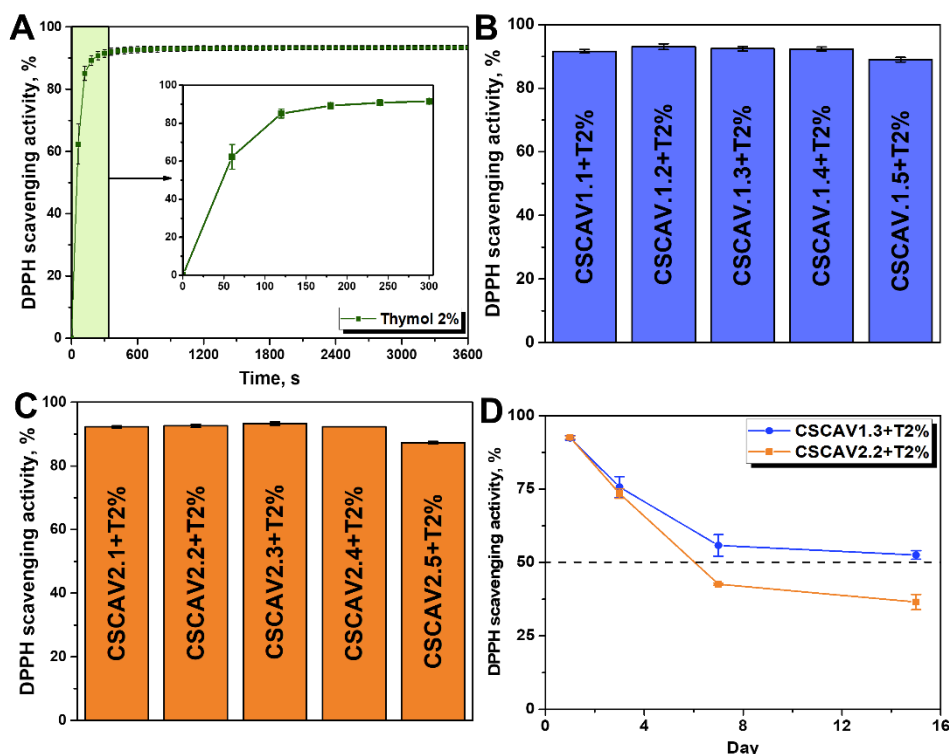 A
DPPH scavenging activity, %
100
80
60
40
20
0
100
80
60
40
20
0
0
50
100
150
200
250
300
Thymol 2%
0
600
1200
1800
2400
3000
3600
Time, s
B
DPPH scavenging activity, %
100
80
60
40
20
0
CSCAV1.1+T2%
CSCAV.1.2+T2%
CSCAV.1.3+T2%
CSCAV.1.4+T2%
CSCAV.1.5+T2%
C
DPPH scavenging activity, %
100
80
60
40
20
0
CSCAV2.1+T2%
CSCAV2.2+T2%
CSCAV2.3+T2%
CSCAV2.4+T2%
CSCAV2.5+T2%
D
DPPH scavenging activity, %
100
75
50
25
0
CSCAV1.3+T2%
CSCAV2.2+T2%
0
4
8
12
16
Day